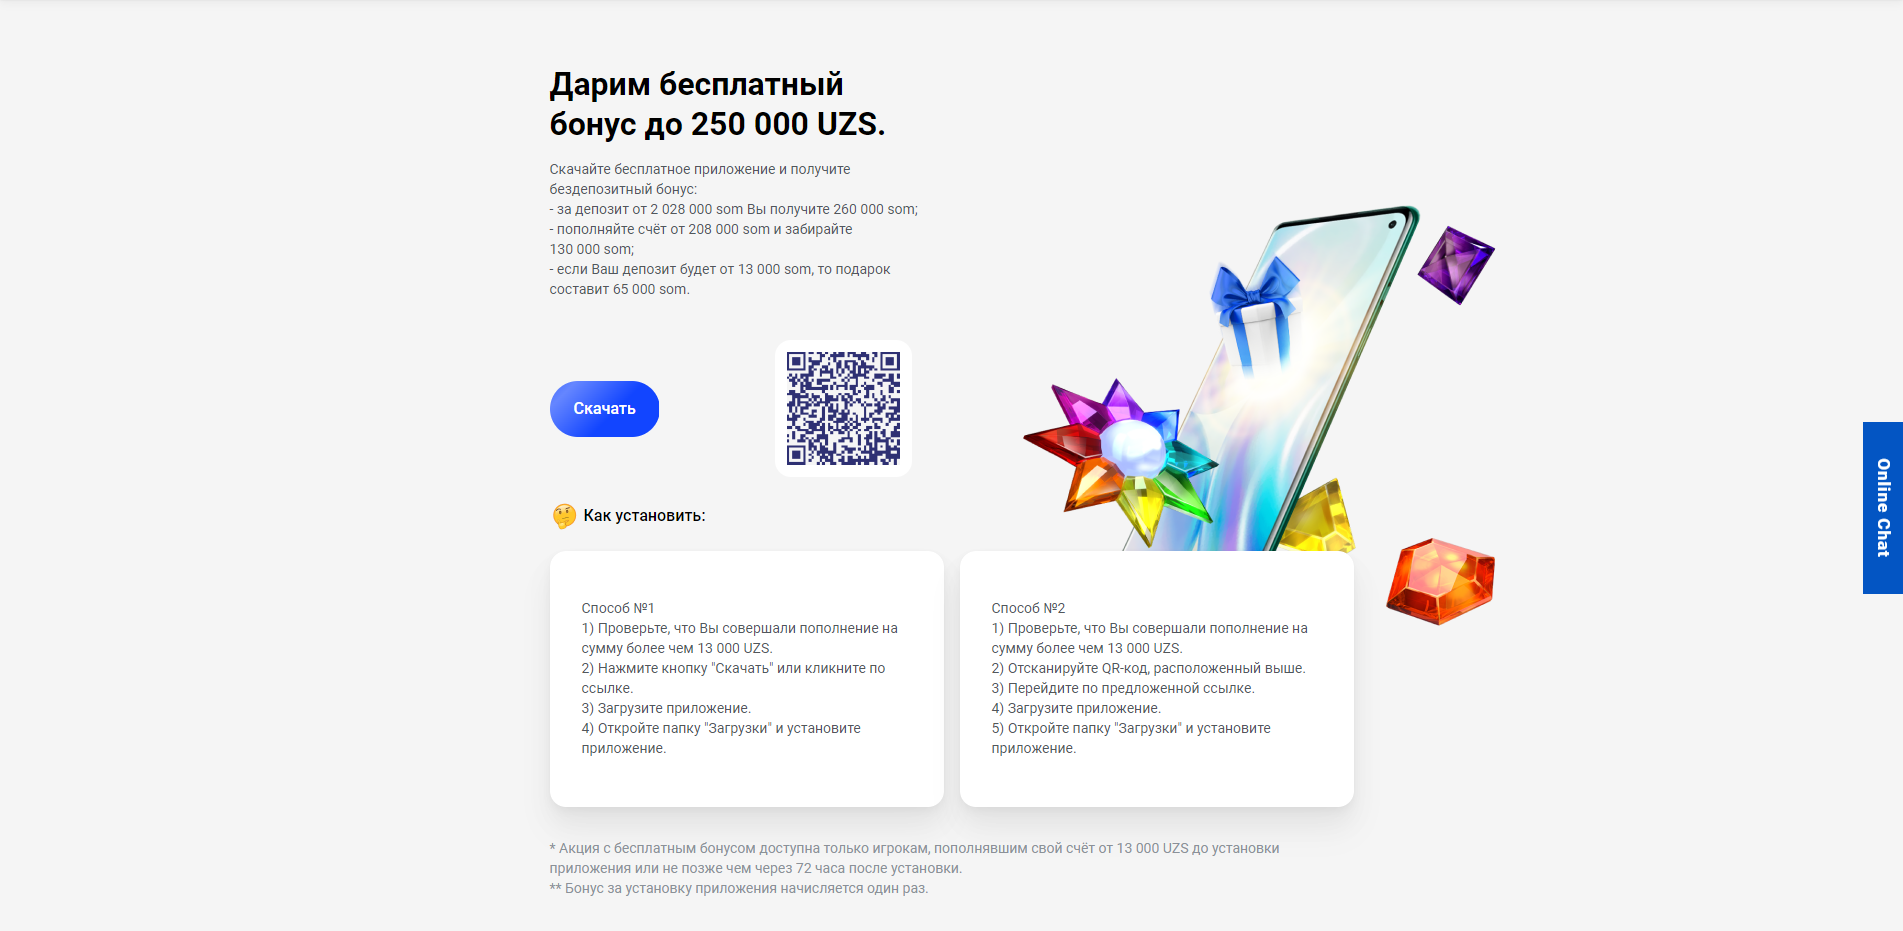 Дарим бесплатный
бонус до 250 000 UZS.
Скачайте бесплатное приложение и получите
бездепозитный бонус:
- за депозит от 2 028 000 som Вы получите 260 000 som;
- пополняйте счёт от 208 000 som и забирайте
130 000 som;
- если Ваш депозит будет от 13 000 som, то подарок
составит 65 000 som.
Скачать
Как установить:
Способ №1
1) Проверьте, что Вы совершали пополнение на
сумму более чем 13 000 UZS.
2) Нажмите кнопку "Скачать" или кликните по
ссылке.
3) Загрузите приложение.
4) Откройте папку "Загрузки" и установите
приложение.
Способ №2
1) Проверьте, что Вы совершали пополнение на
сумму более чем 13 000 UZS.
2) Отсканируйте QR-код, расположенный выше.
3) Перейдите по предложенной ссылке.
4) Загрузите приложение.
5) Откройте папку "Загрузки" и установите
приложение.
* Акция с бесплатным бонусом доступна только игрокам, пополнявшим свой счёт от 13 000 UZS до установки
приложения или не позже чем через 72 часа после установки.
** Бонус за установку приложения начисляется один раз.
Online Chat